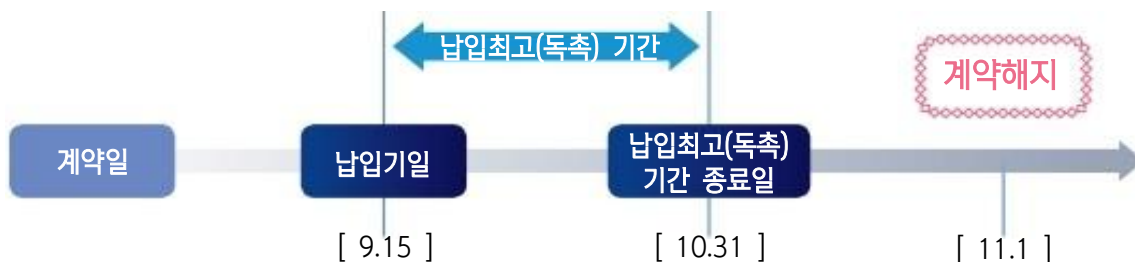 납입최고(독촉) 기간
계약해지
계약일
납입기일
납입최고(독촉)
기간 종료일
[ 9.15 ]
[ 10.31 ]
[ 11.1 ]